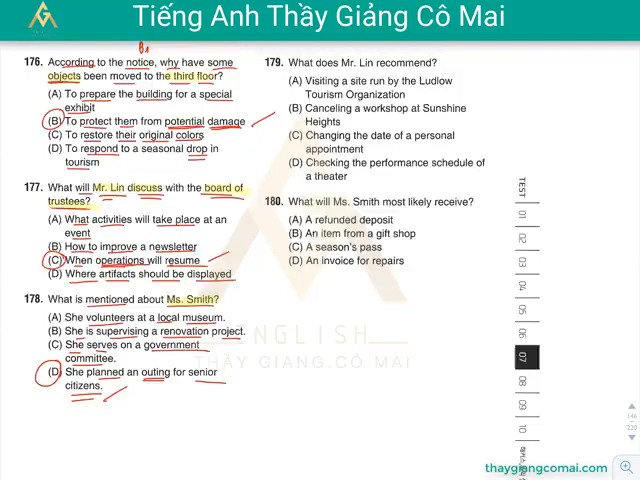 Tiếng Anh Thầy Giảng Cô Mai
B1
176. According to the notice, why have some
objects been moved to the third floor?
(A) To prepare the building for a special
exhibit
(B) To protect them from potential damage
(C) To restore their original colors
(D) To respond to a seasonal drop in
tourism
177. What will Mr. Lin discuss with the board of
trustees?
(A) What activities will take place at an
event
(B) How to improve a newsletter
(C) When operations will resume
(D) Where artifacts should be displayed
178. What is mentioned about Ms. Smith?
(A) She volunteers at a local museum.
(B) She is supervising a renovation project.
(C) She serves on a government
committee.
(D) She planned an outing for senior
citizens.
179. What does Mr. Lin recommend?
(A) Visiting a site run by the Ludlow
Tourism Organization
(B) Canceling a workshop at Sunshine
Heights
(C) Changing the date of a personal
appointment
(D) Checking the performance schedule of
a theater
180. What will Ms. Smith most likely receive?
(A) A refunded deposit
(B) An item from a gift shop
(C) A season's pass
(D) An invoice for repairs
ENGLISH
THẦY GIẢNG.CÔ MAI
TEST
01
02
03
04
05
06
07
08
09
10
146
220
thaygiangcomai.com